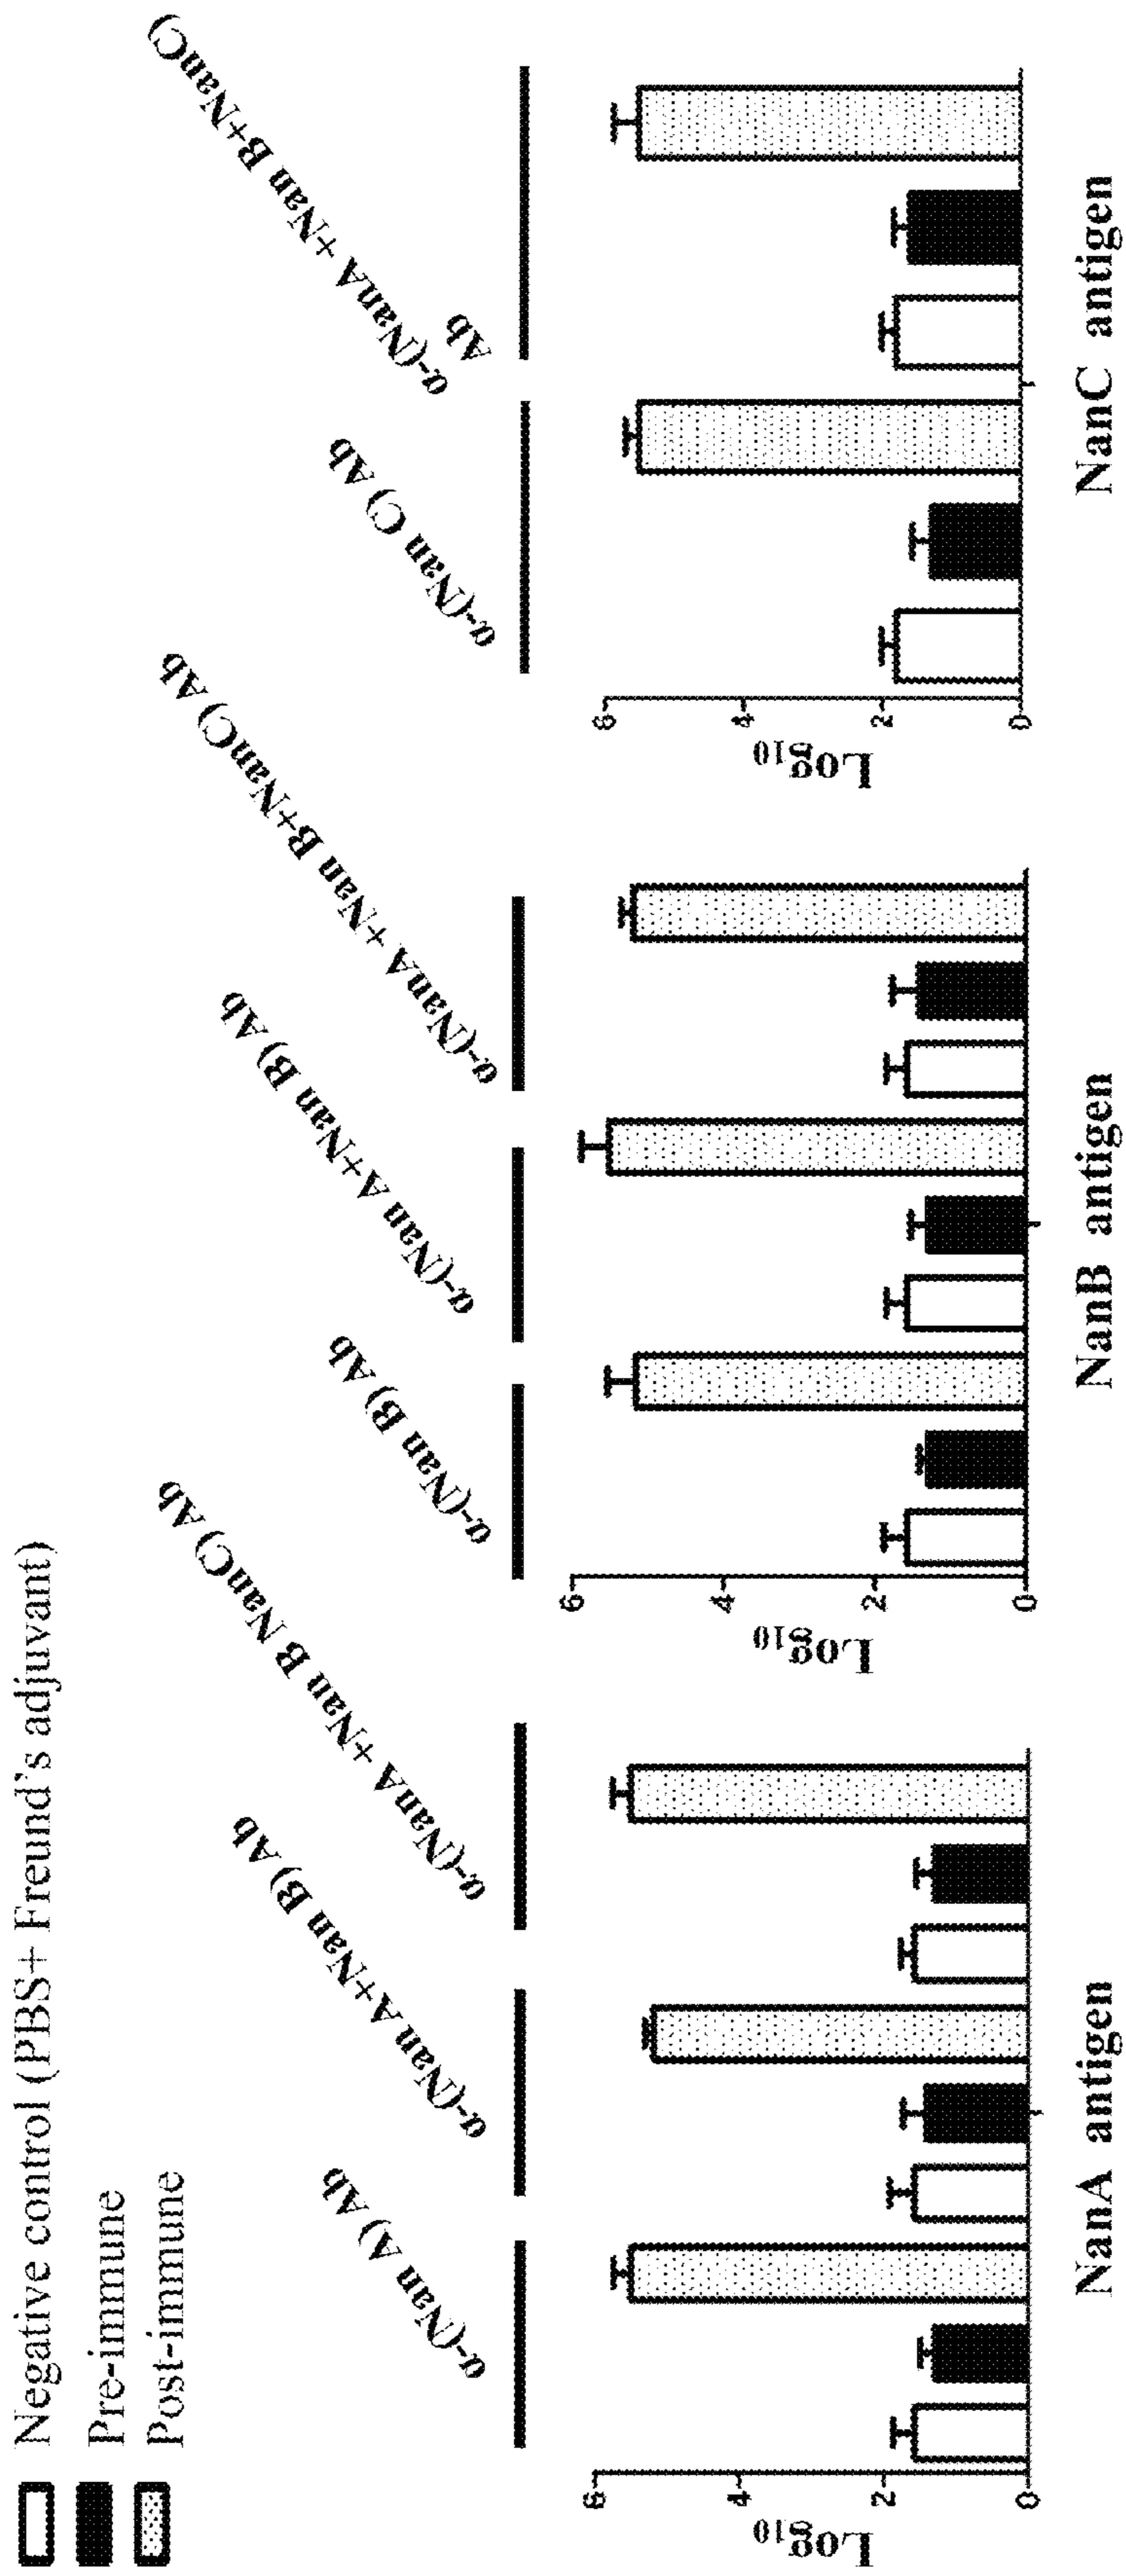 Negative control (PBS+ Freund's adjuvant)
Pre-immune
Post-immune
α-(Nan A) Ab
α-(Nan A+Nan B) Ab
α-(NanA +Nan B NanC) Ab
Log10
6
4
2
0
NanA antigen
α-(Nan B) Ab
α-(Nan A+Nan B) Ab
α-(NanA +Nan B+NanC) Ab
Log10
6
4
2
0
NanB antigen
α-(Nan C) Ab
α-(NanA +Nan B+NanC)
Ab
Log10
6
4
2
0
NanC antigen